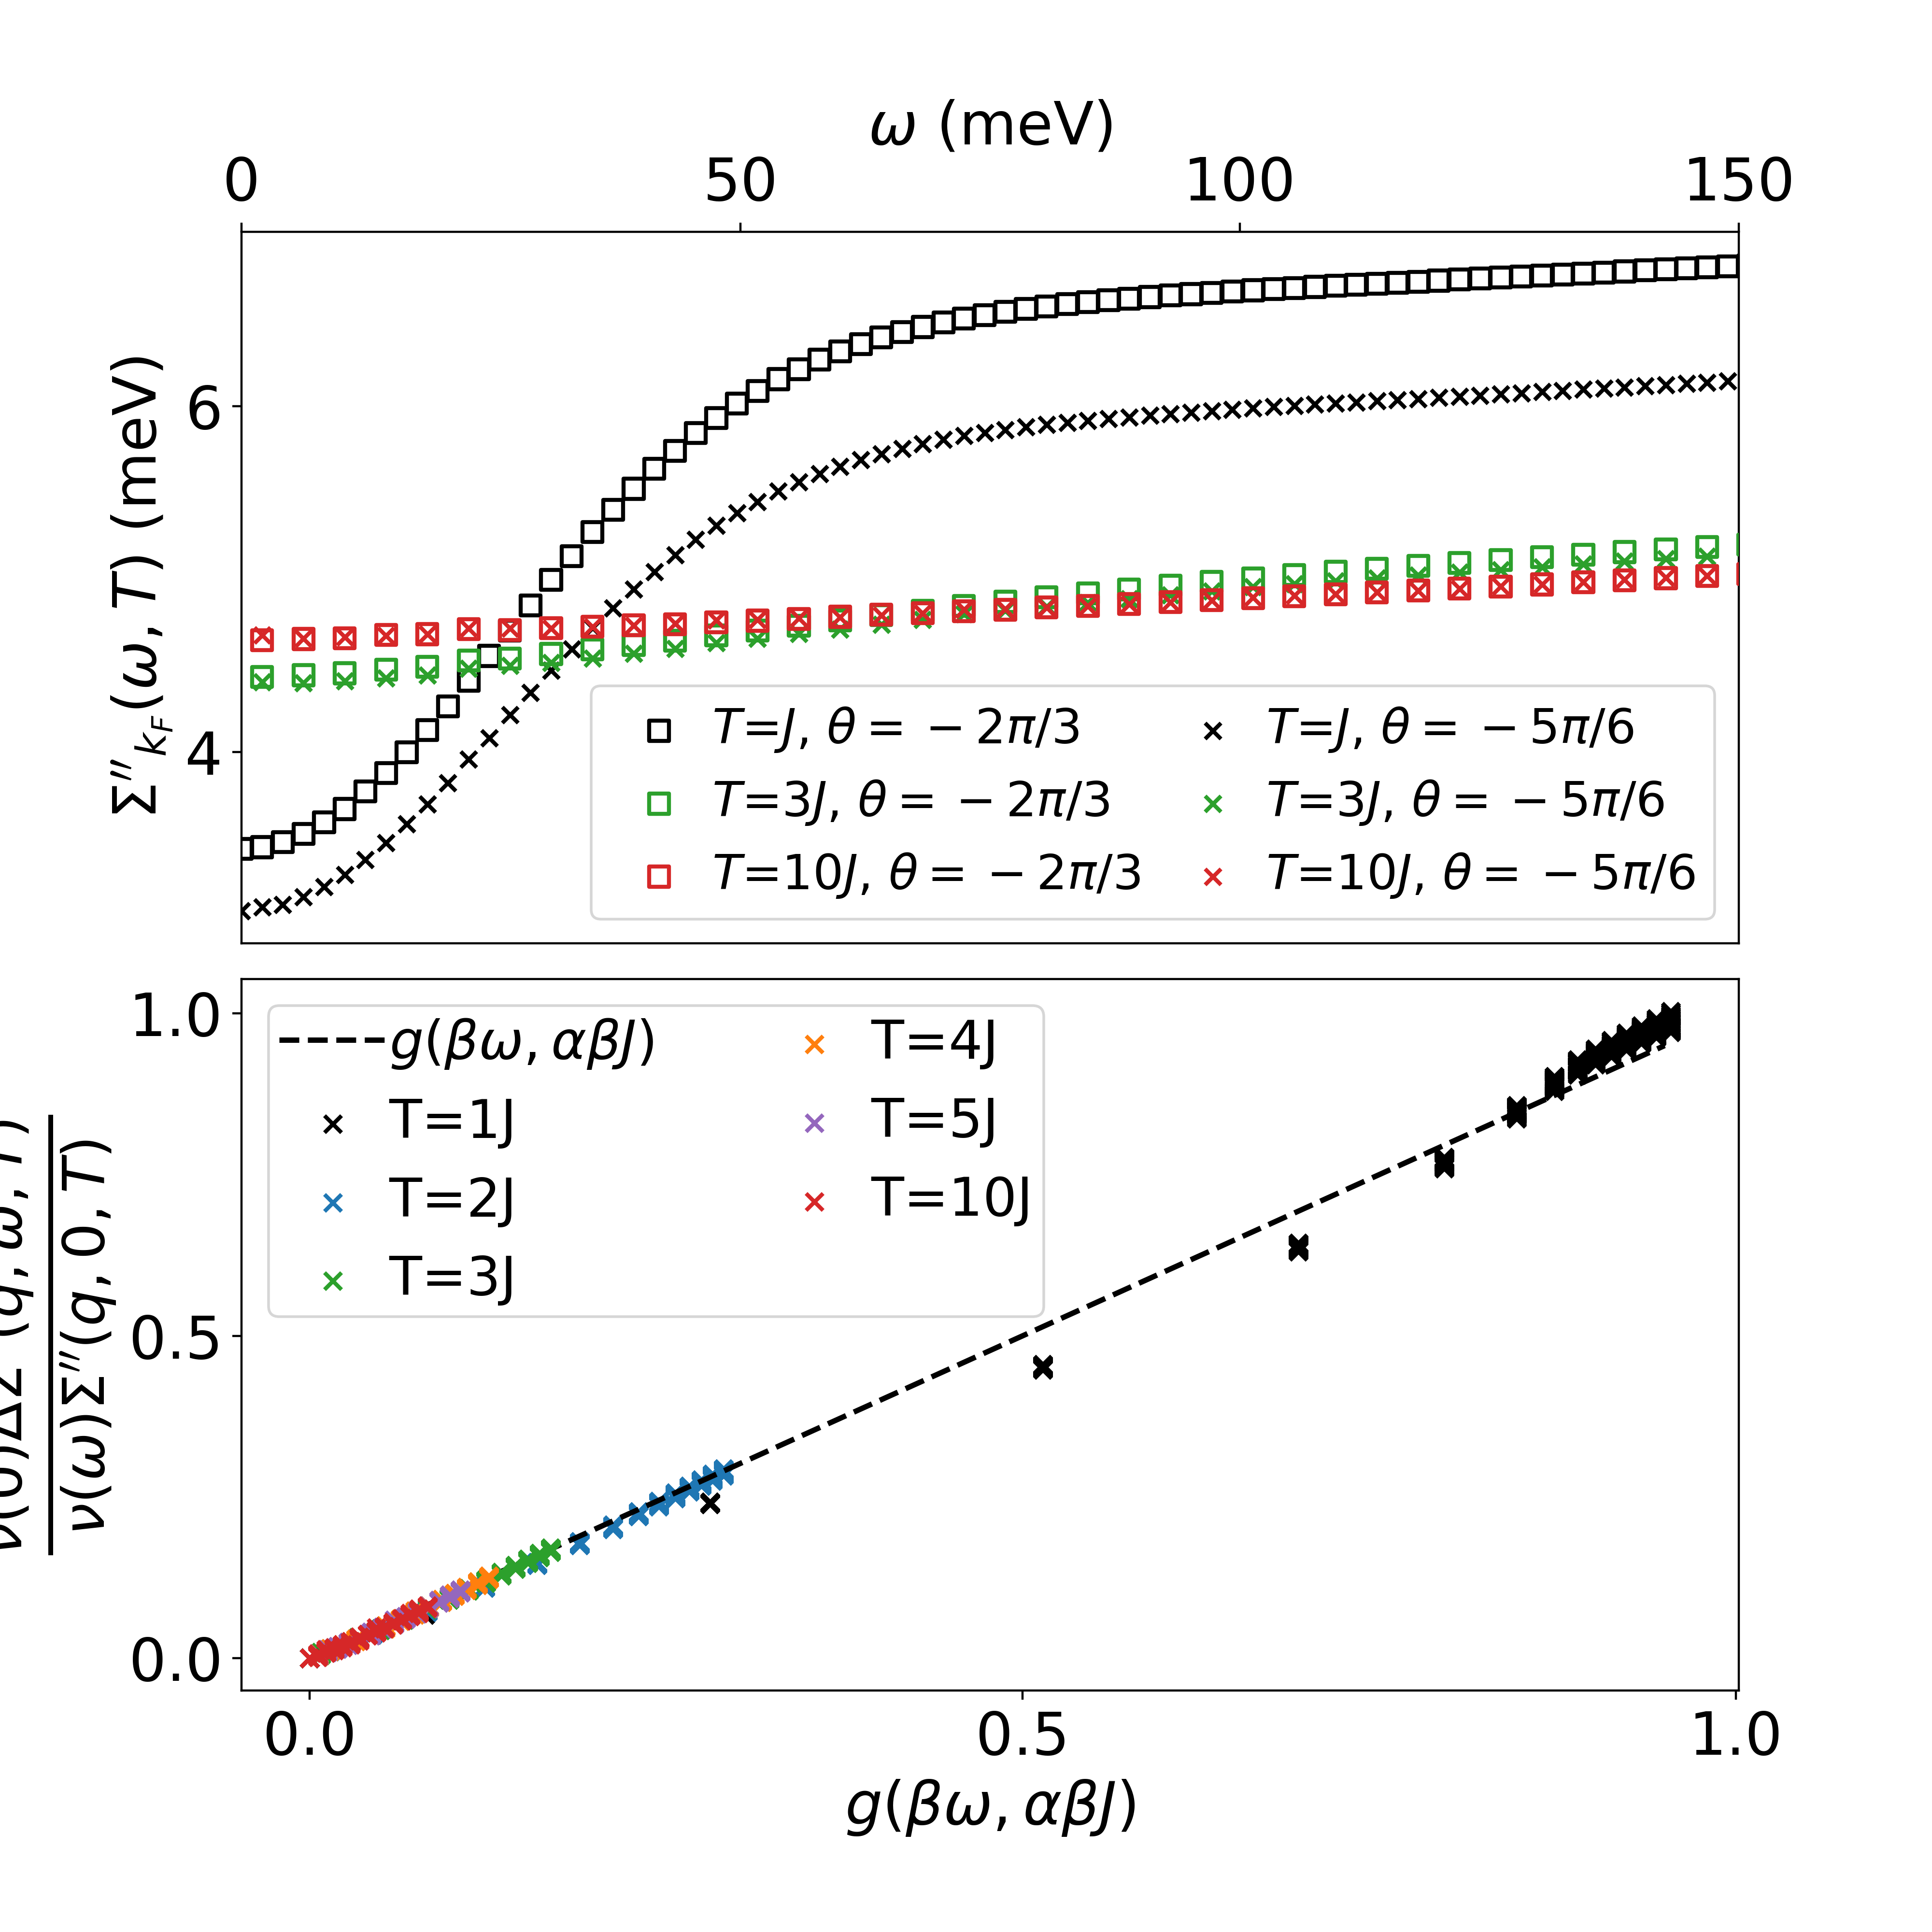 ω (meV)
0 50 100 150
Σ''k_F(ω, T) (meV)
6
4
T=J, θ = −2π/3
T=3J, θ = −2π/3
T=10J, θ = −2π/3
T=J, θ = −5π/6
T=3J, θ = −5π/6
T=10J, θ = −5π/6
1.0
0.5
0.0
ν(ω)Σ''(q, 0, T)
g(βω, αβJ)
T=1J
T=2J
T=3J
T=4J
T=5J
T=10J
0.0 0.5 1.0
g(βω, αβJ)